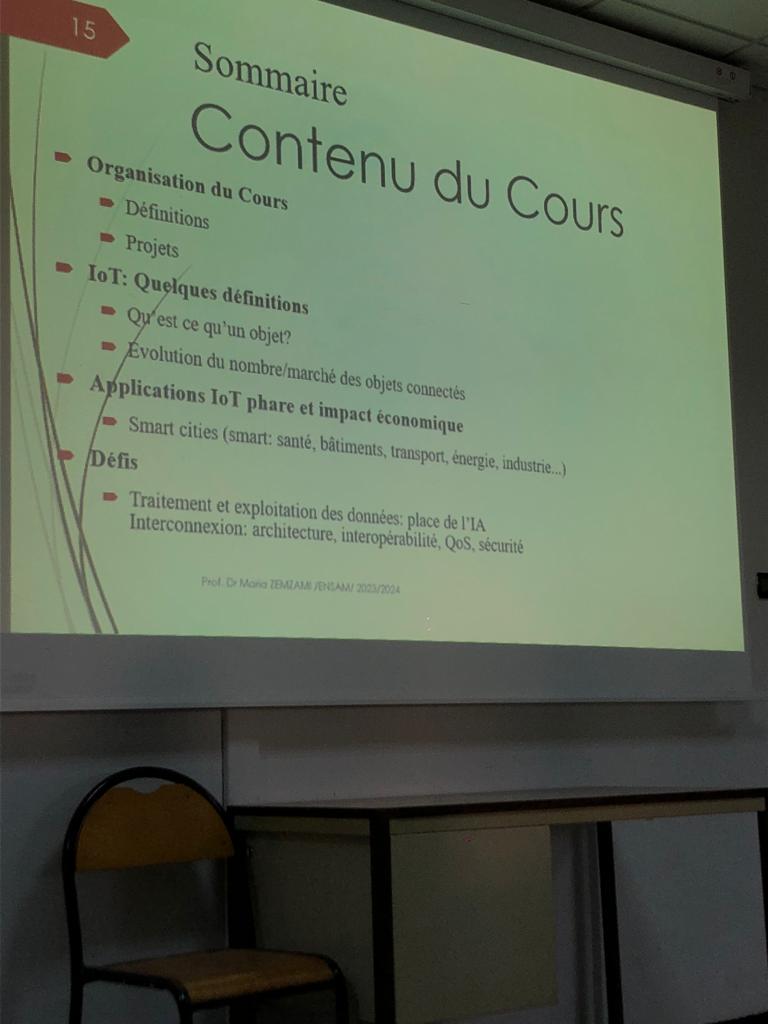 15
Sommaire
Contenu du Cours
Organisation du Cours
Définitions
Projets
IoT: Quelques définitions
Qu'est ce qu'un objet?
Evolution du nombre/marché des objets connectés
Applications IoT phare et impact économique
Smart cities (smart: santé, bâtiments, transport, énergie, industrie...)
Défis
Traitement et exploitation des données: place de l'IA
Interconnexion: architecture, interopérabilité, QoS, sécurité
Prof. Dr Maria ZEMZAMI /ENSAM/ 2023/2024